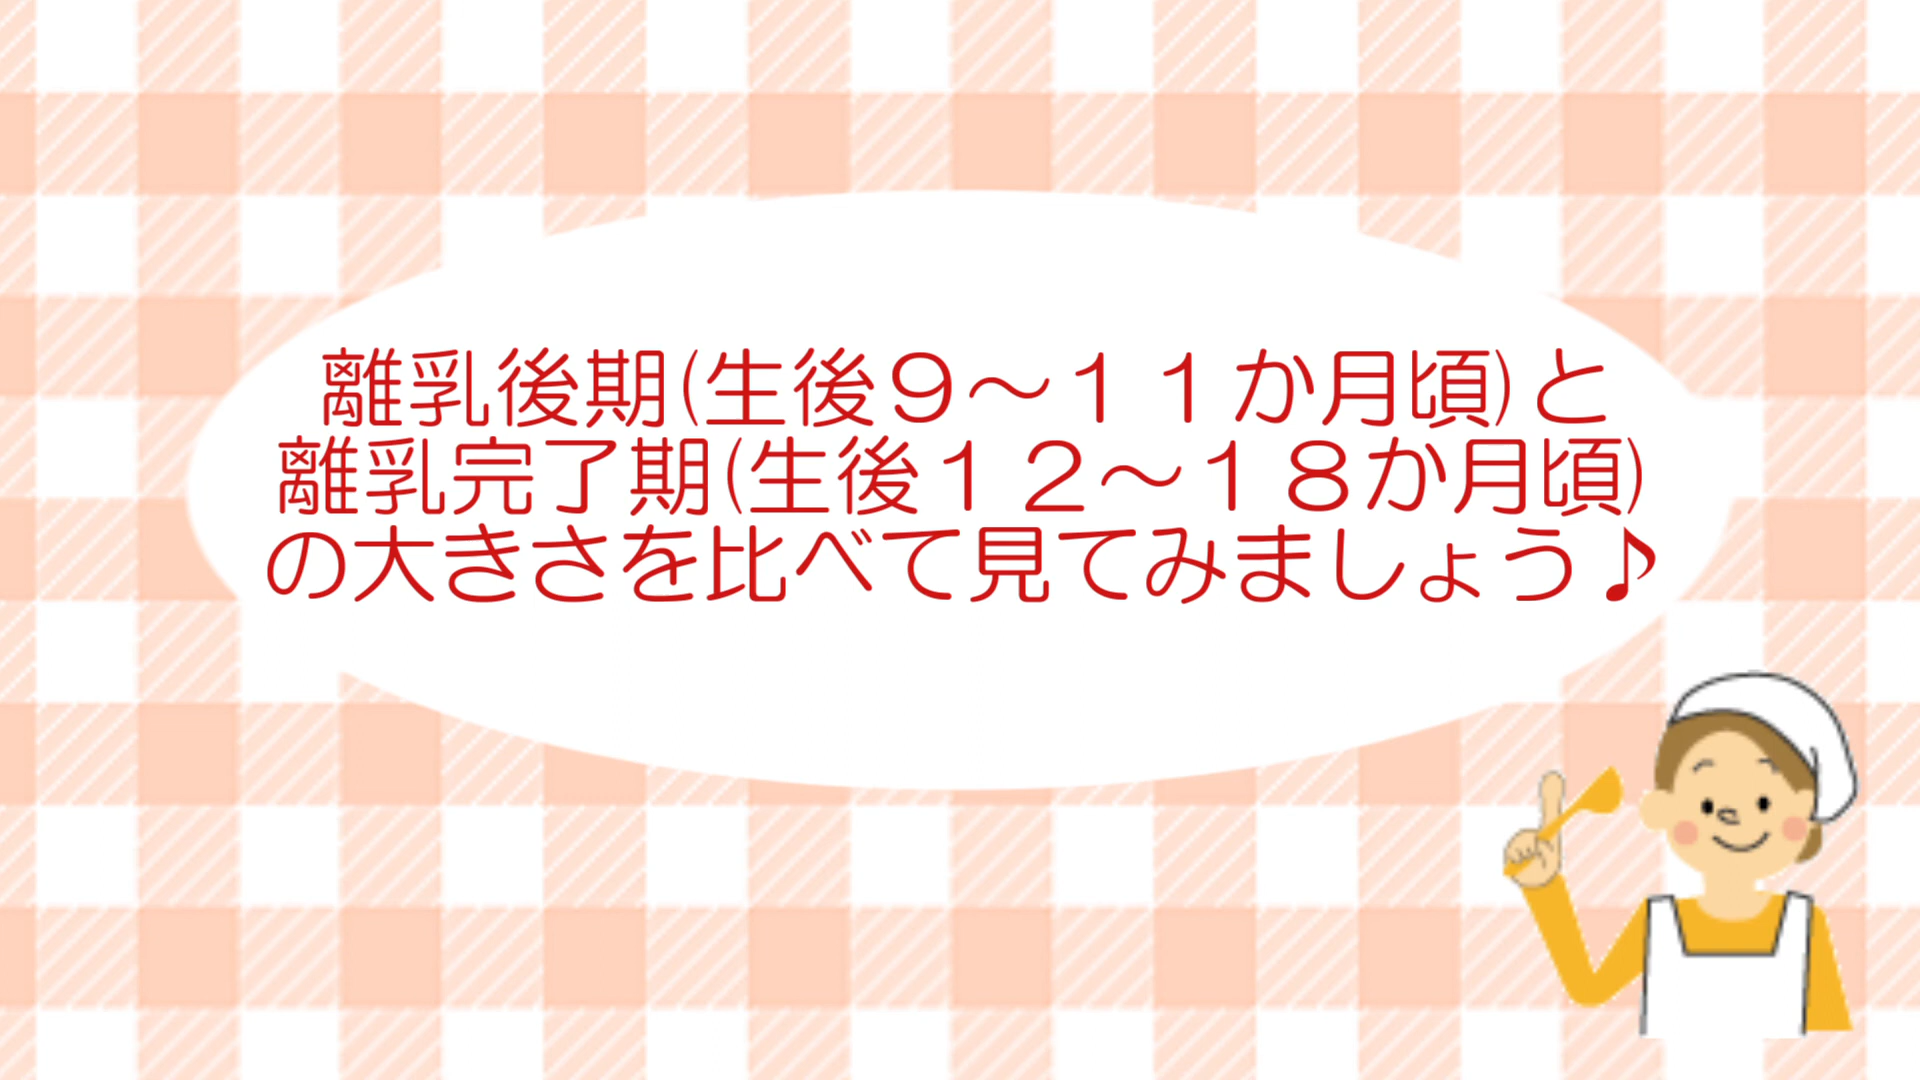 離乳後期(生後９～１１か月頃)と
離乳完了期(生後１２～１８か月頃)
の大きさを比べて見てみましょう♪